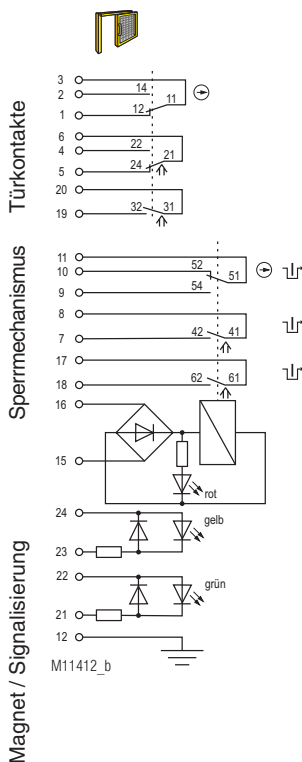 Türkontakte
3
2 14
11
1 12
6
4 22
21
5 24
20
19 32 31
Sperrmechanismus
11
10 52
51
9 54
8
7 42 41
17
18 62 61
16
15
rot
Magnet / Signalisierung
24
gelb
23
22
grün
21
12
M11412_b